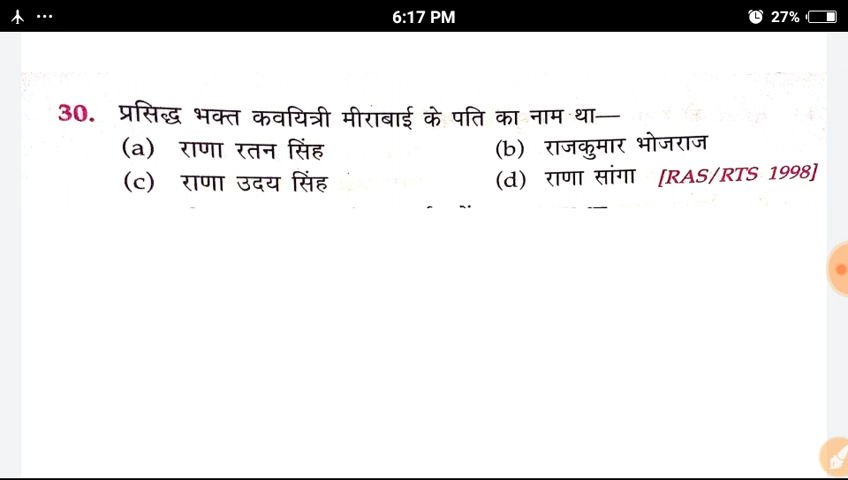 6:17 PM 27%
30. प्रसिद्ध भक्त कवयित्री मीराबाई के पति का नाम था—
(a) राणा रतन सिंह (b) राजकुमार भोजराज
(c) राणा उदय सिंह (d) राणा सांगा [RAS/RTS 1998]